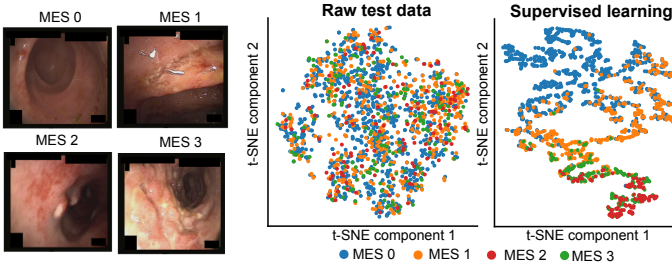 MES 0
MES 1
MES 2
MES 3
Raw test data
t-SNE component 2
t-SNE component 1
Supervised learning
t-SNE component 2
t-SNE component 1
MES 0 MES 1 MES 2 MES 3